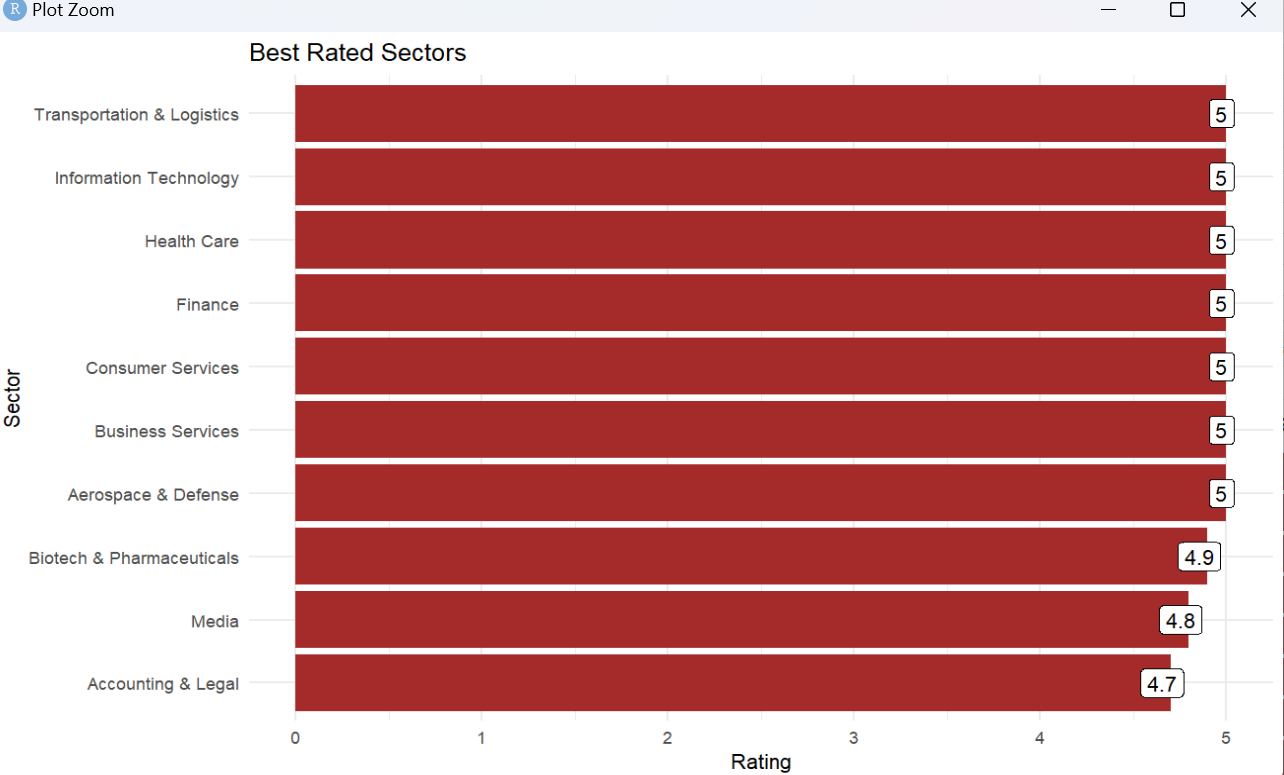 R Plot Zoom
Best Rated Sectors
Transportation & Logistics 5
Information Technology 5
Health Care 5
Finance 5
Consumer Services 5
Business Services 5
Aerospace & Defense 5
Biotech & Pharmaceuticals 4.9
Media 4.8
Accounting & Legal 4.7
Sector
0 1 2 3 4 5
Rating